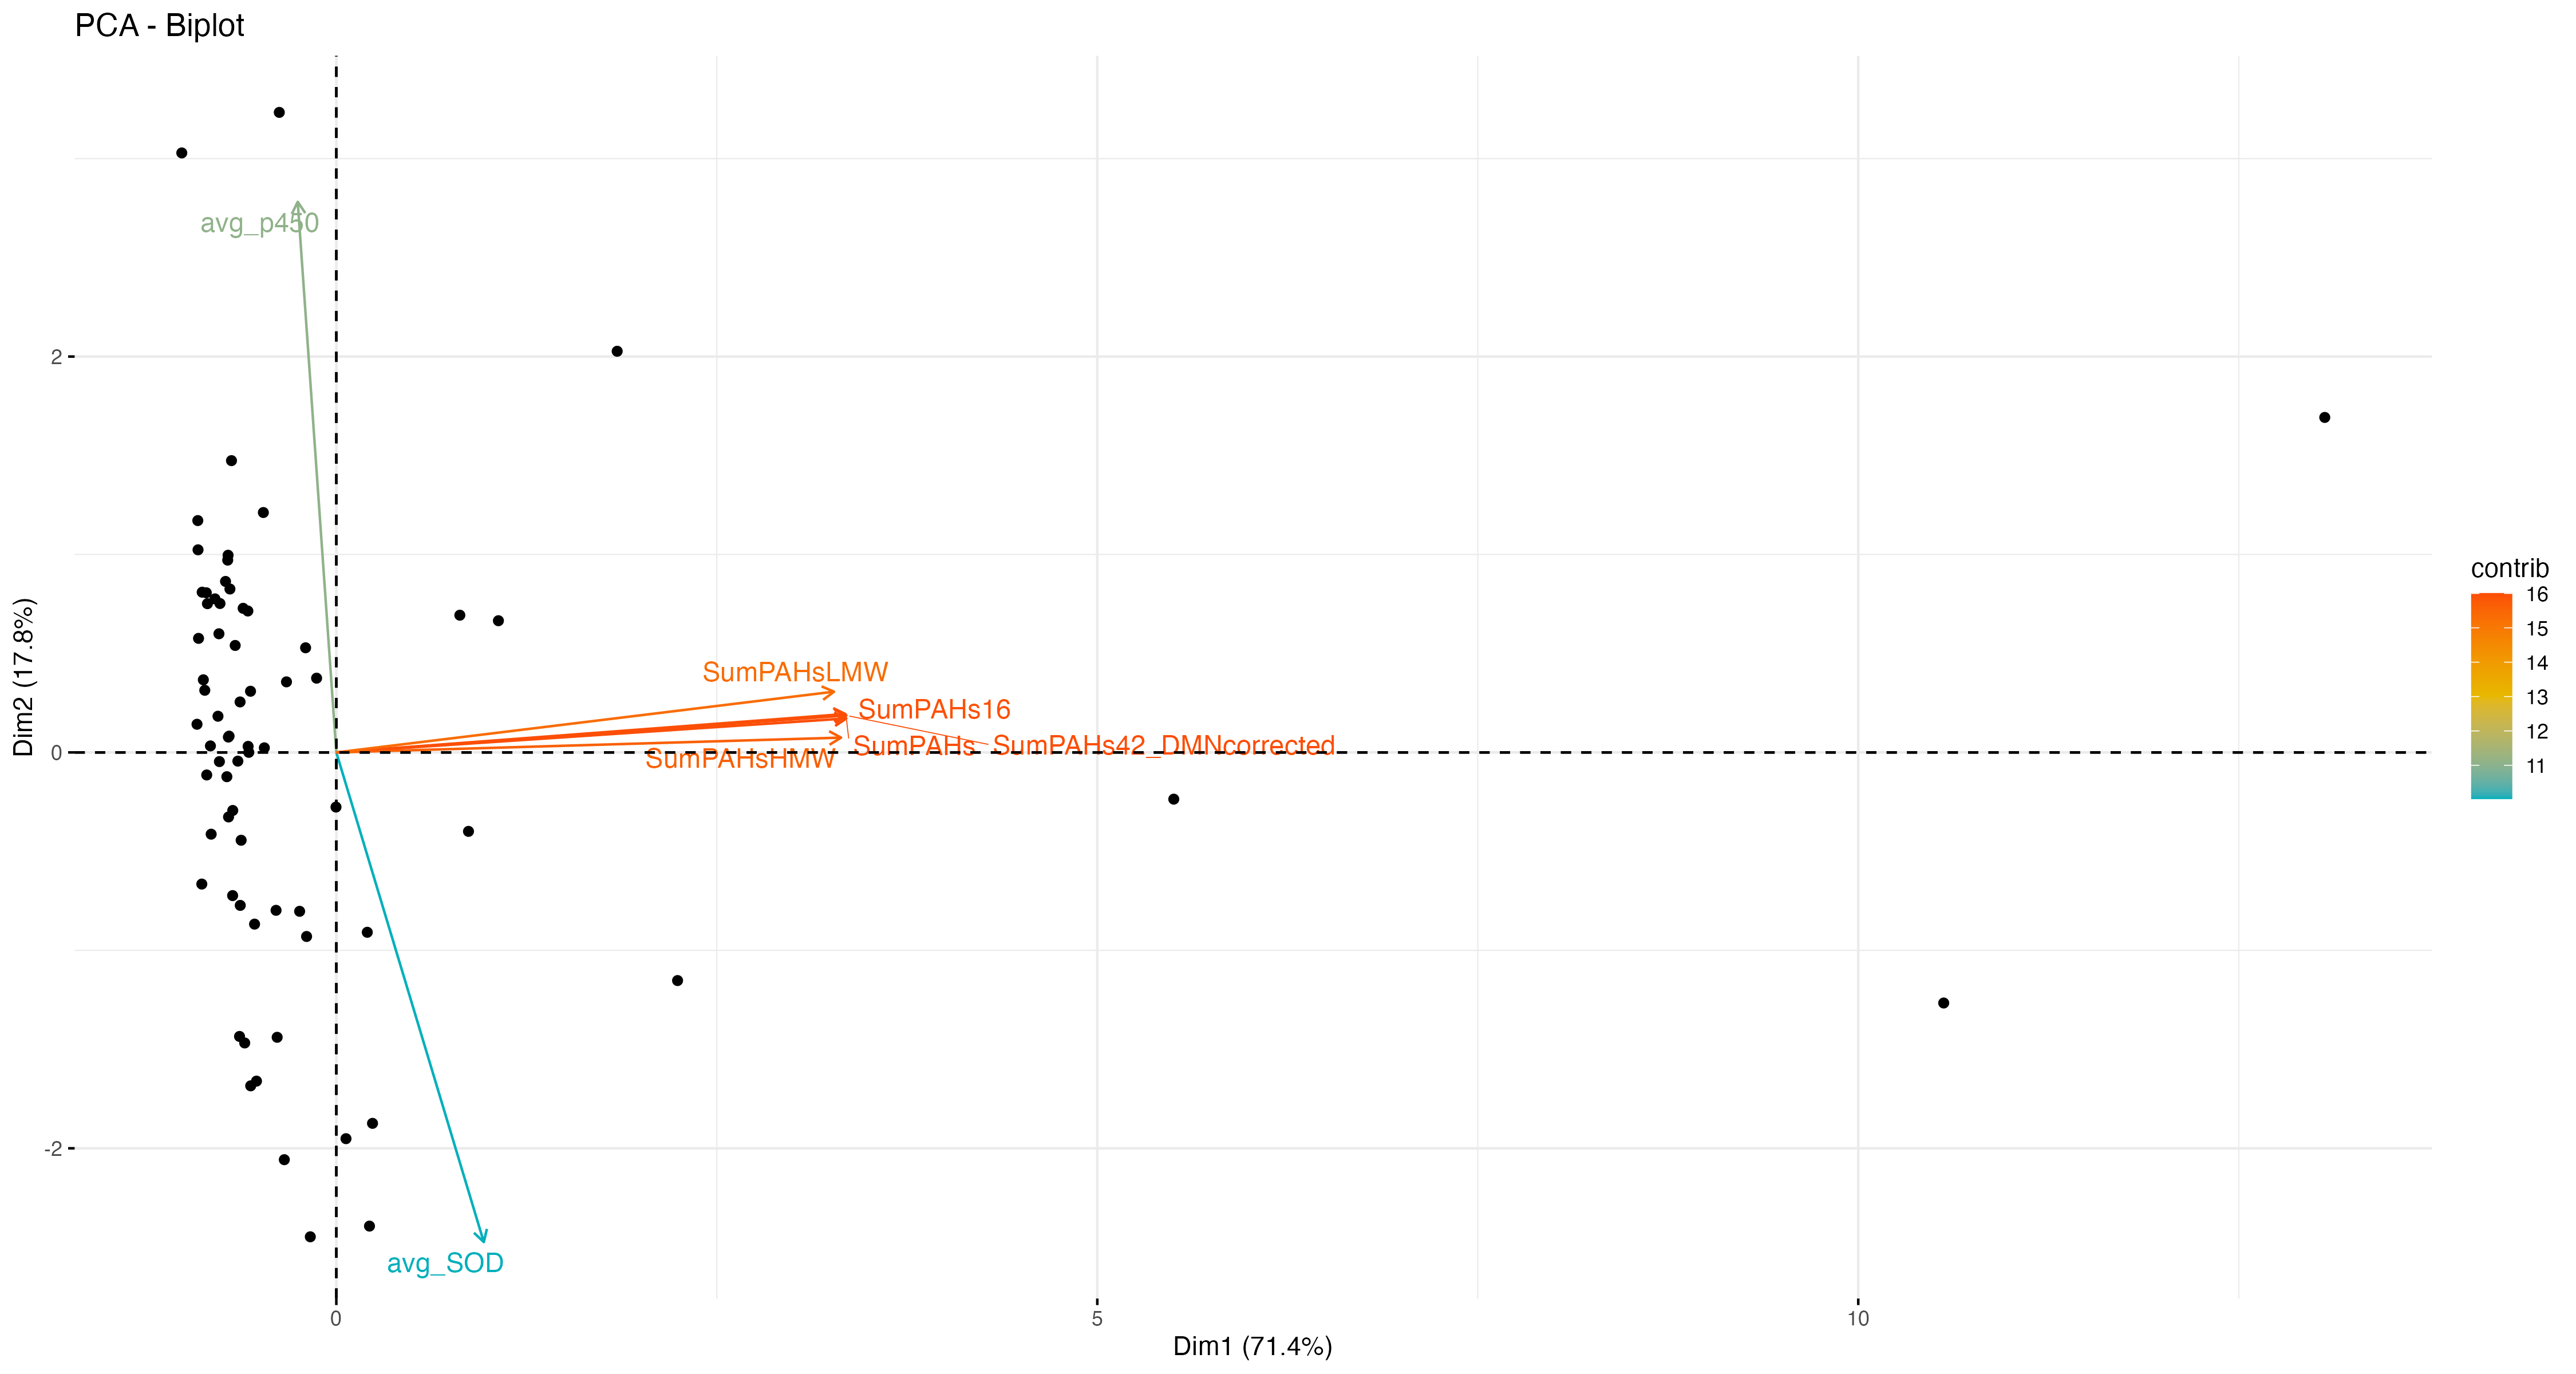 PCA - Biplot
avg_p450
2
SumPAHsLMW
SumPAHs16
SumPAHs
SumPAHs42_DMNcorrected
SumPAHsHMW
0
-2
avg_SOD
0
5
10
Dim1 (71.4%)
Dim2 (17.8%)
contrib
16
15
14
13
12
11